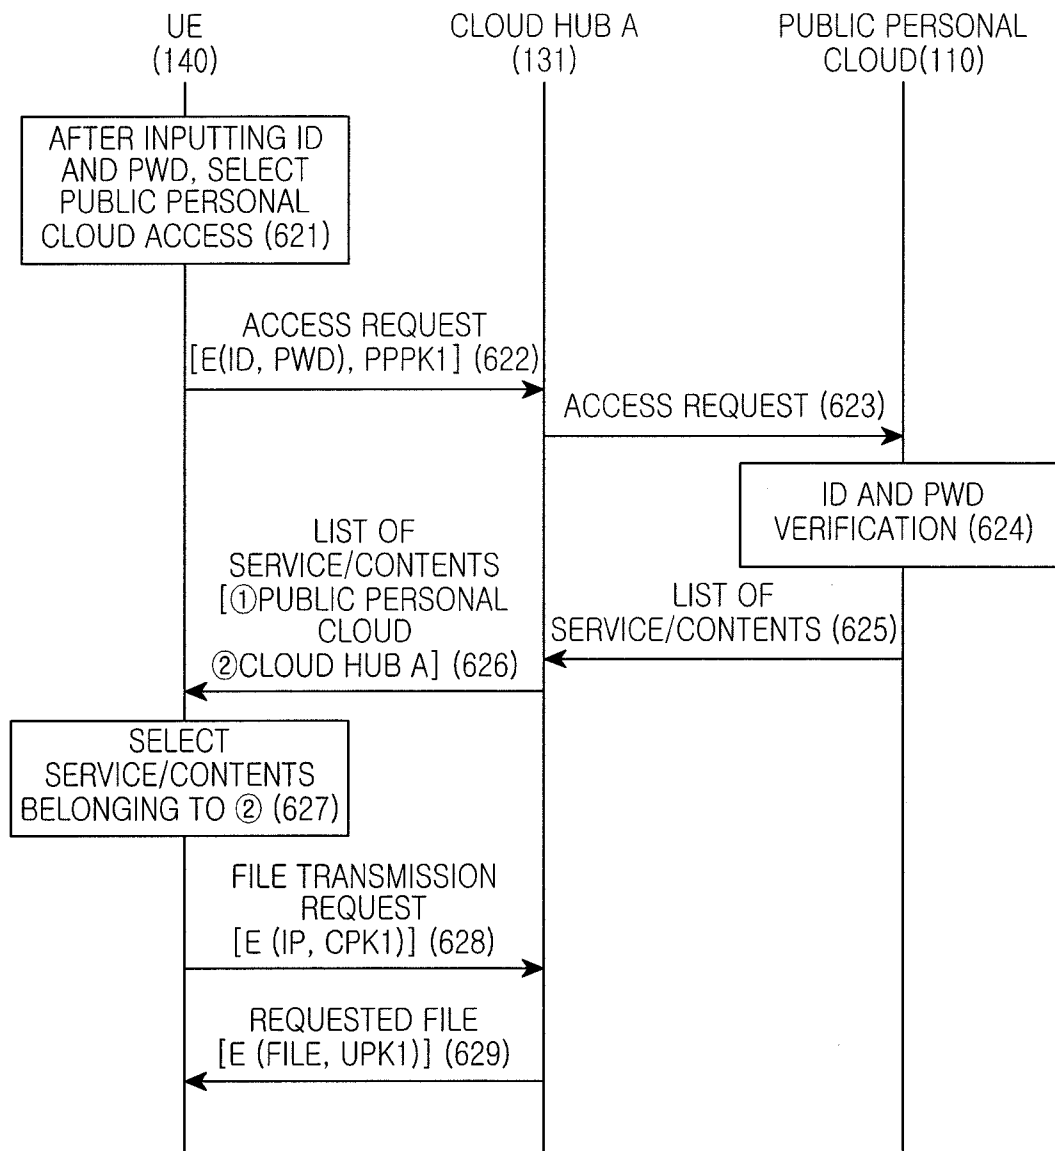 UE
(140)
CLOUD HUB A
(131)
PUBLIC PERSONAL
CLOUD(110)
AFTER INPUTTING ID
AND PWD, SELECT
PUBLIC PERSONAL
CLOUD ACCESS (621)
ACCESS REQUEST
[E(ID, PWD), PPPK1] (622)
ACCESS REQUEST (623)
ID AND PWD
VERIFICATION (624)
LIST OF
SERVICE/CONTENTS (625)
LIST OF
SERVICE/CONTENTS
[①PUBLIC PERSONAL
CLOUD
②CLOUD HUB A] (626)
SELECT
SERVICE/CONTENTS
BELONGING TO ② (627)
FILE TRANSMISSION
REQUEST
[E (IP, CPK1)] (628)
REQUESTED FILE
[E (FILE, UPK1)] (629)